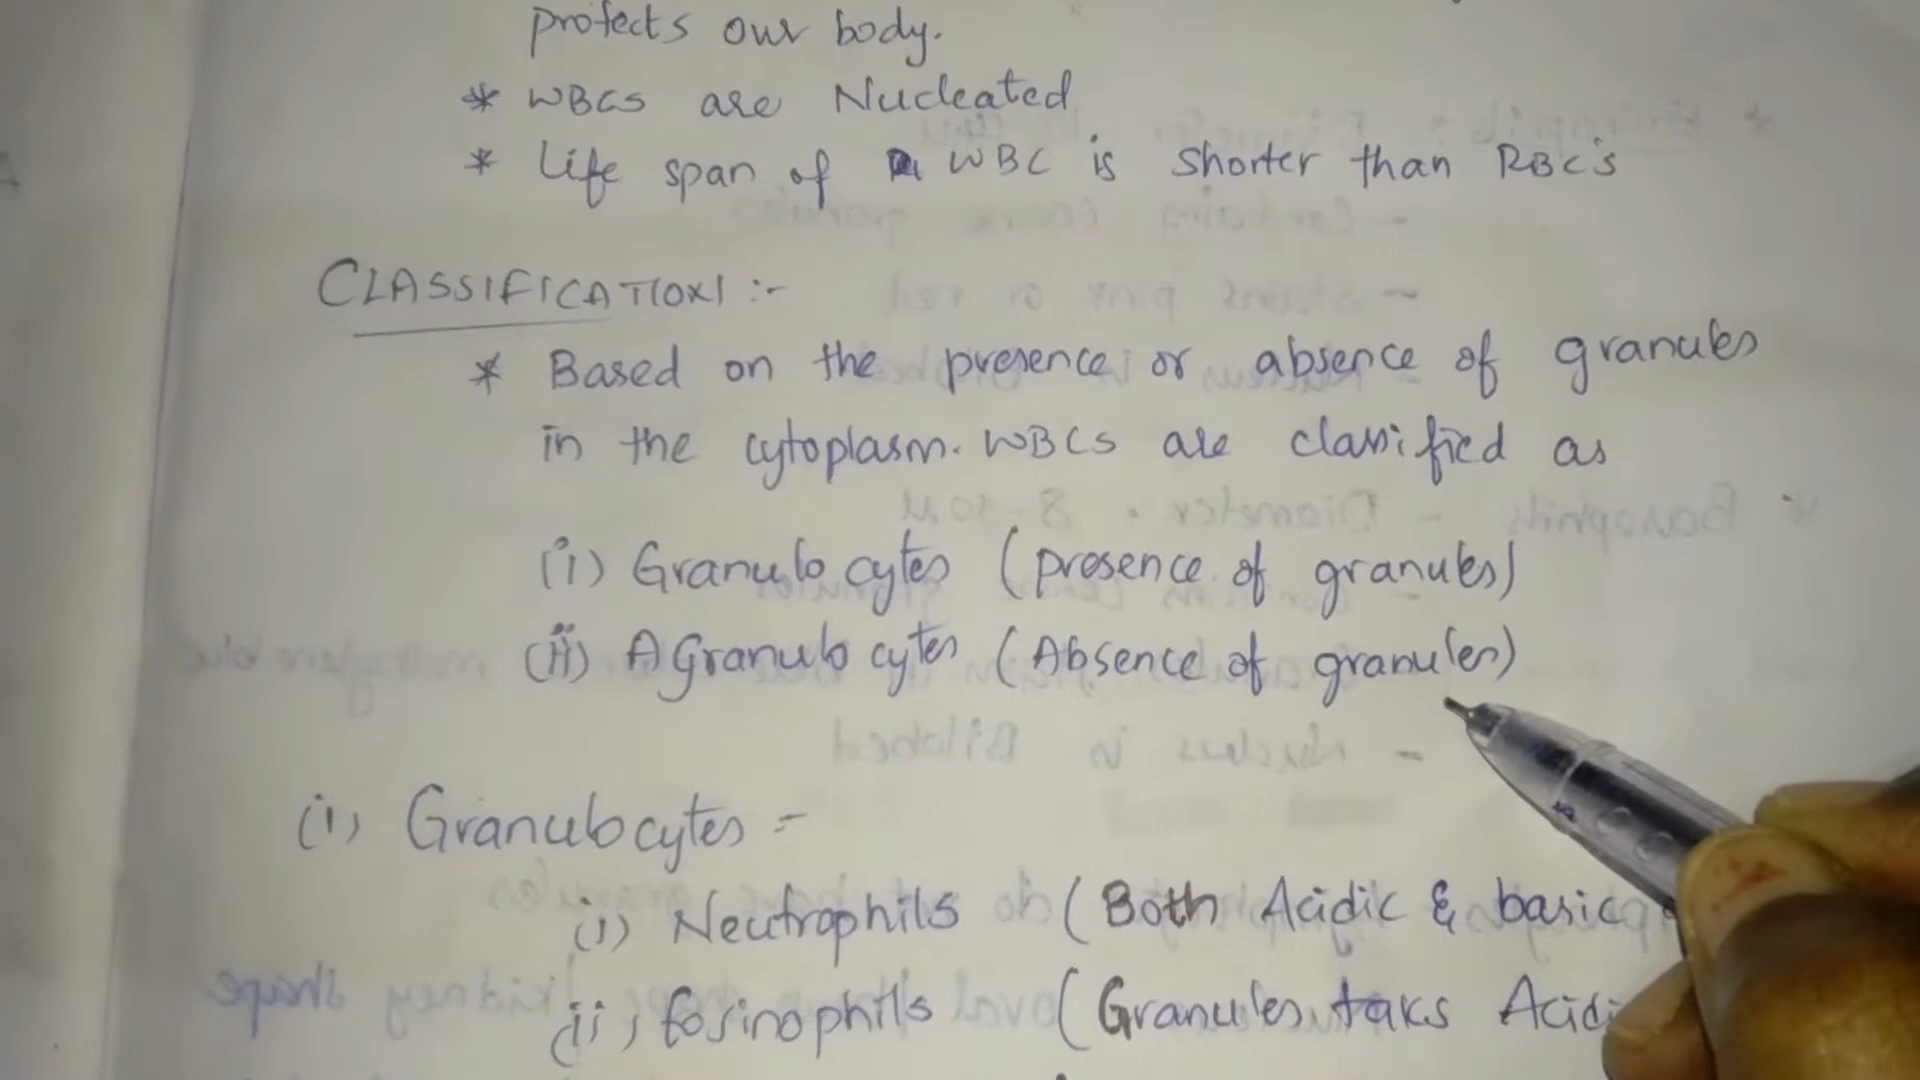 protects our body.
* WBCs are Nucleated
* Life span of WBC is shorter than RBC's
CLASSIFICATION :-
* Based on the presence or absence of granules
in the cytoplasm. WBCs are classified as
(i) Granulocytes (presence of granules)
(ii) AGranulocytes (Absence of granules)
(i) Granulocytes -
(i) Neutrophils (Both Acidic & basic
(ii) Eosinophils (Granules taks Acidi